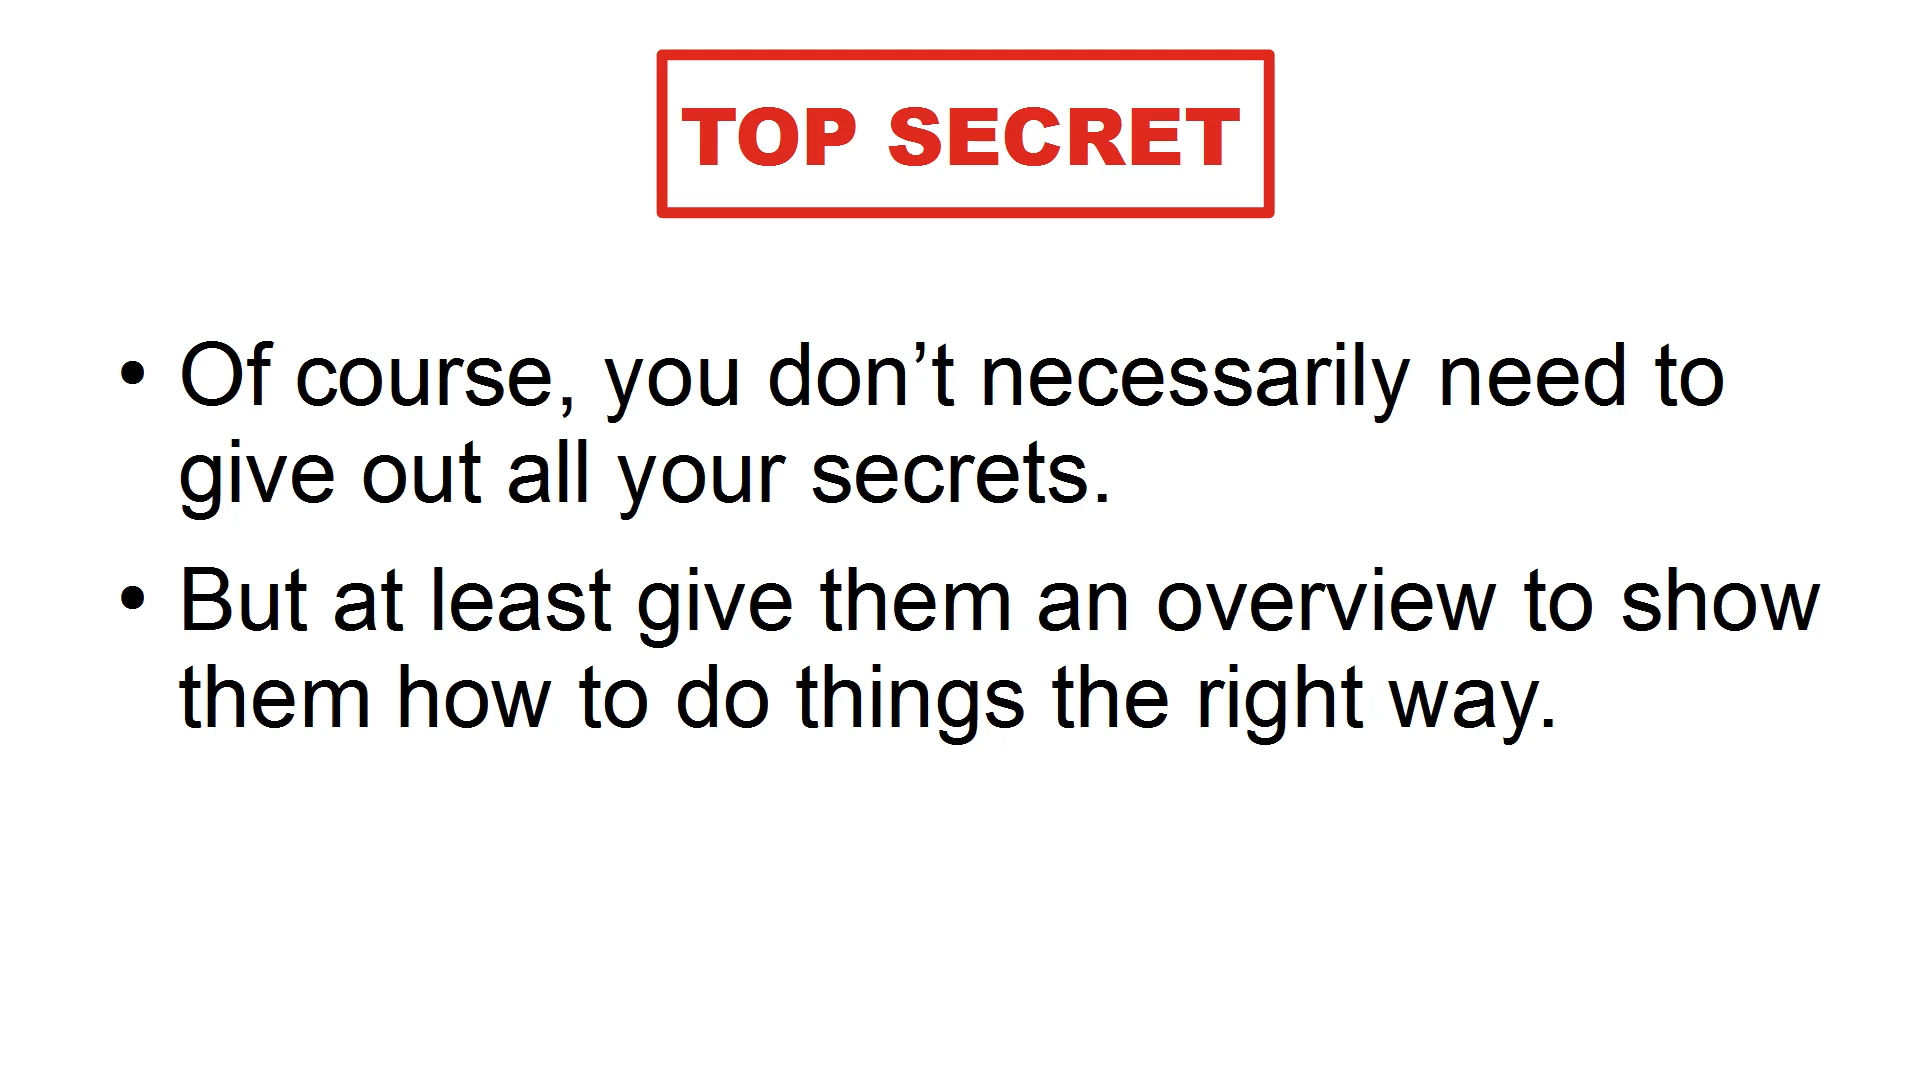 TOP SECRET
• Of course, you don’t necessarily need to
give out all your secrets.
• But at least give them an overview to show
them how to do things the right way.